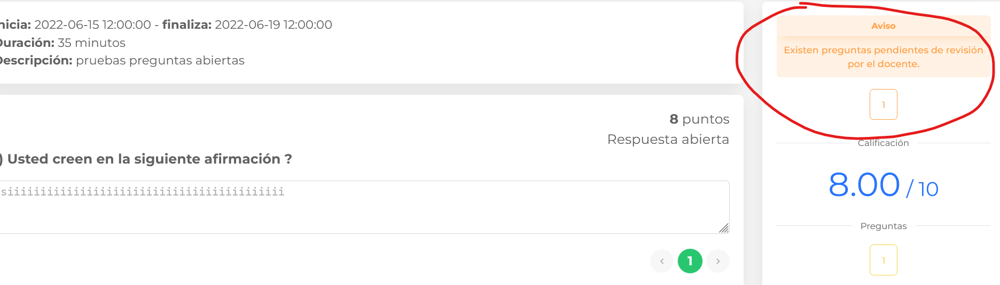 nicia: 2022-06-15 12:00:00 - finaliza: 2022-06-19 12:00:00
Duración: 35 minutos
Descripción: pruebas preguntas abiertas
8 puntos
Respuesta abierta
) Usted creen en la siguiente afirmación ?
siiiiiiiiiiiiiiiiiiiiiiiiiiiiiiiiiiiiiiiiii
1
Aviso
Existen preguntas pendientes de revisión
por el docente.
1
Calificación
8.00 / 10
Preguntas
1